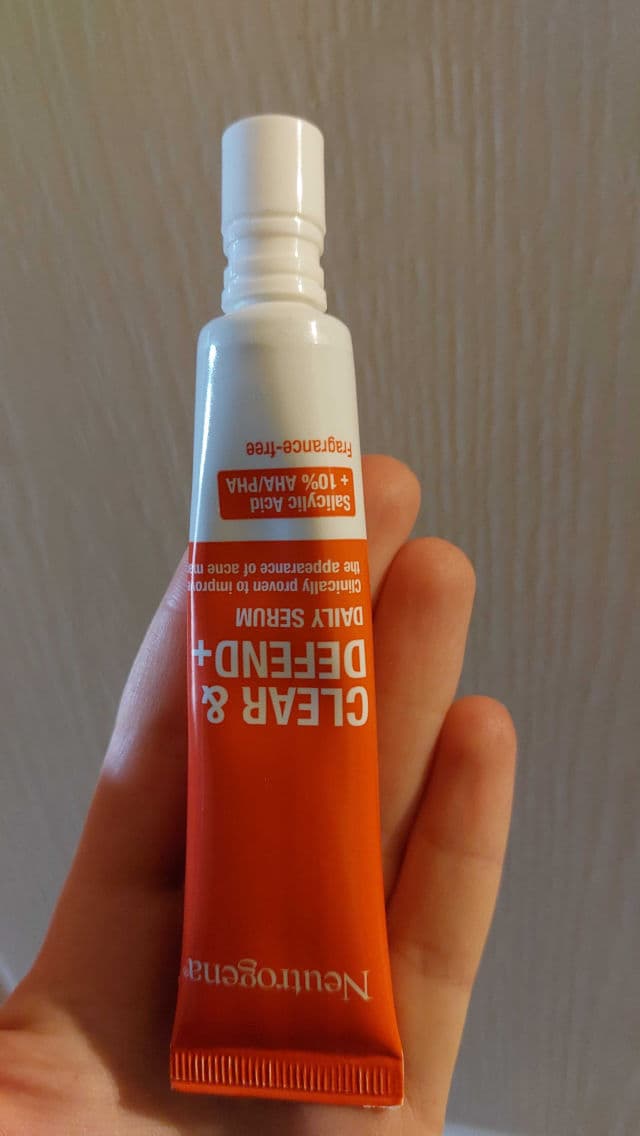 Neutrogena®
CLEAR &
DEFEND+
DAILY SERUM
Clinically proven to improve
the appearance of acne
Salicylic Acid
+ 10% AHA/PHA
Fragrance-free